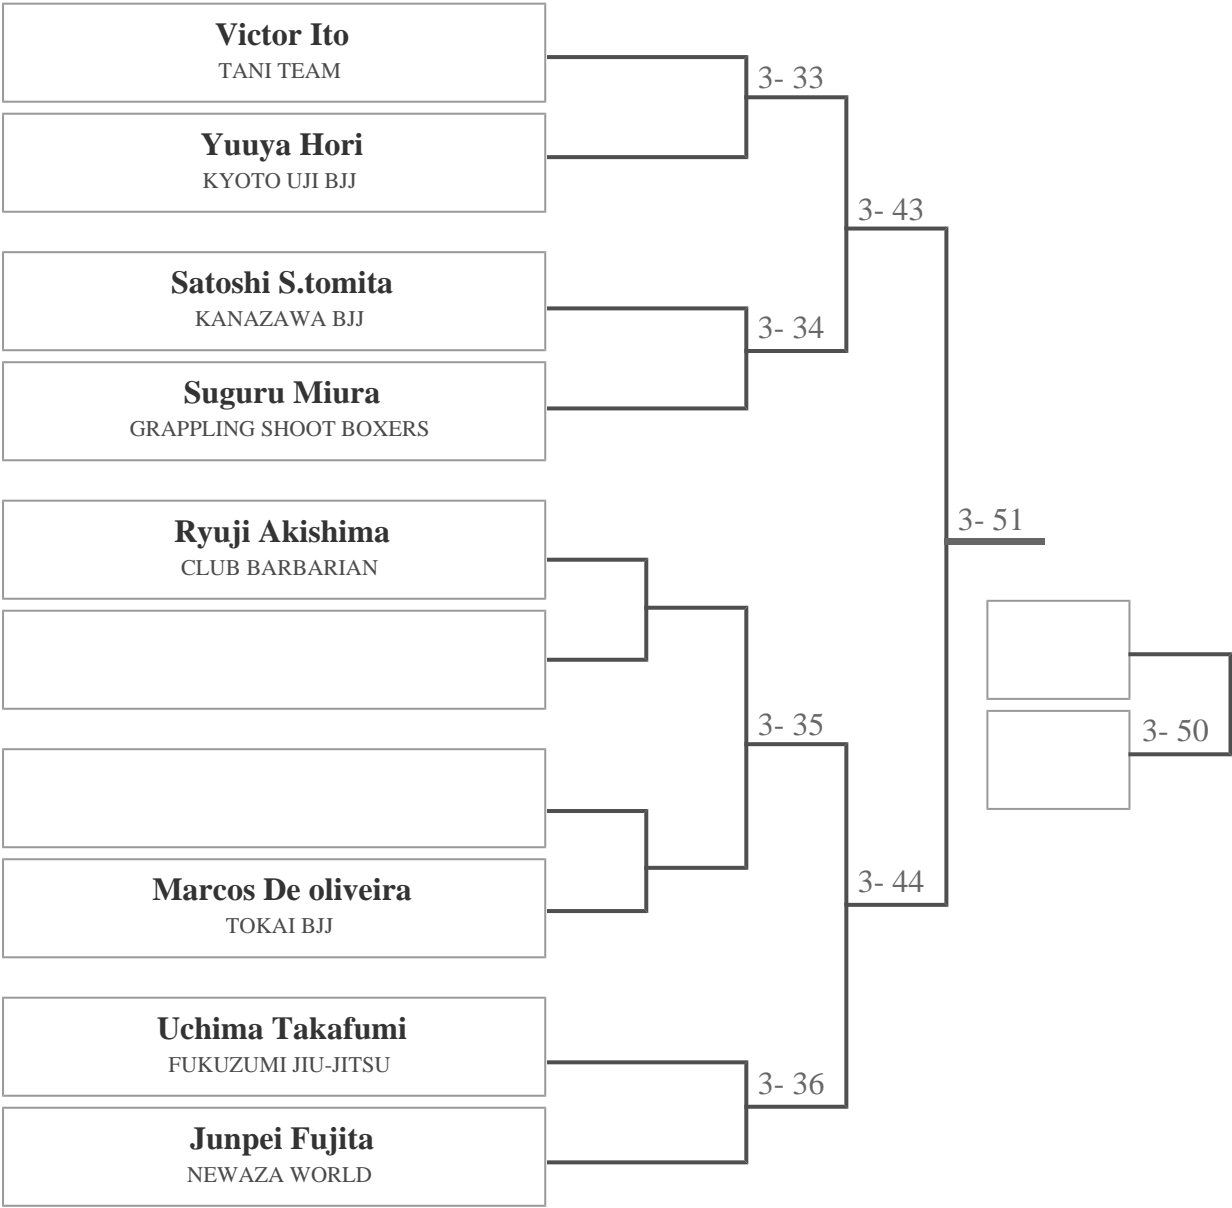 Victor Ito
TANI TEAM
3- 33
Yuuya Hori
KYOTO UJI BJJ
3- 43
Satoshi S.tomita
KANAZAWA BJJ
3- 34
Suguru Miura
GRAPPLING SHOOT BOXERS
Ryuji Akishima
CLUB BARBARIAN
3- 51
3- 35
3- 50
Marcos De oliveira
TOKAI BJJ
3- 44
Uchima Takafumi
FUKUZUMI JIU-JITSU
3- 36
Junpei Fujita
NEWAZA WORLD